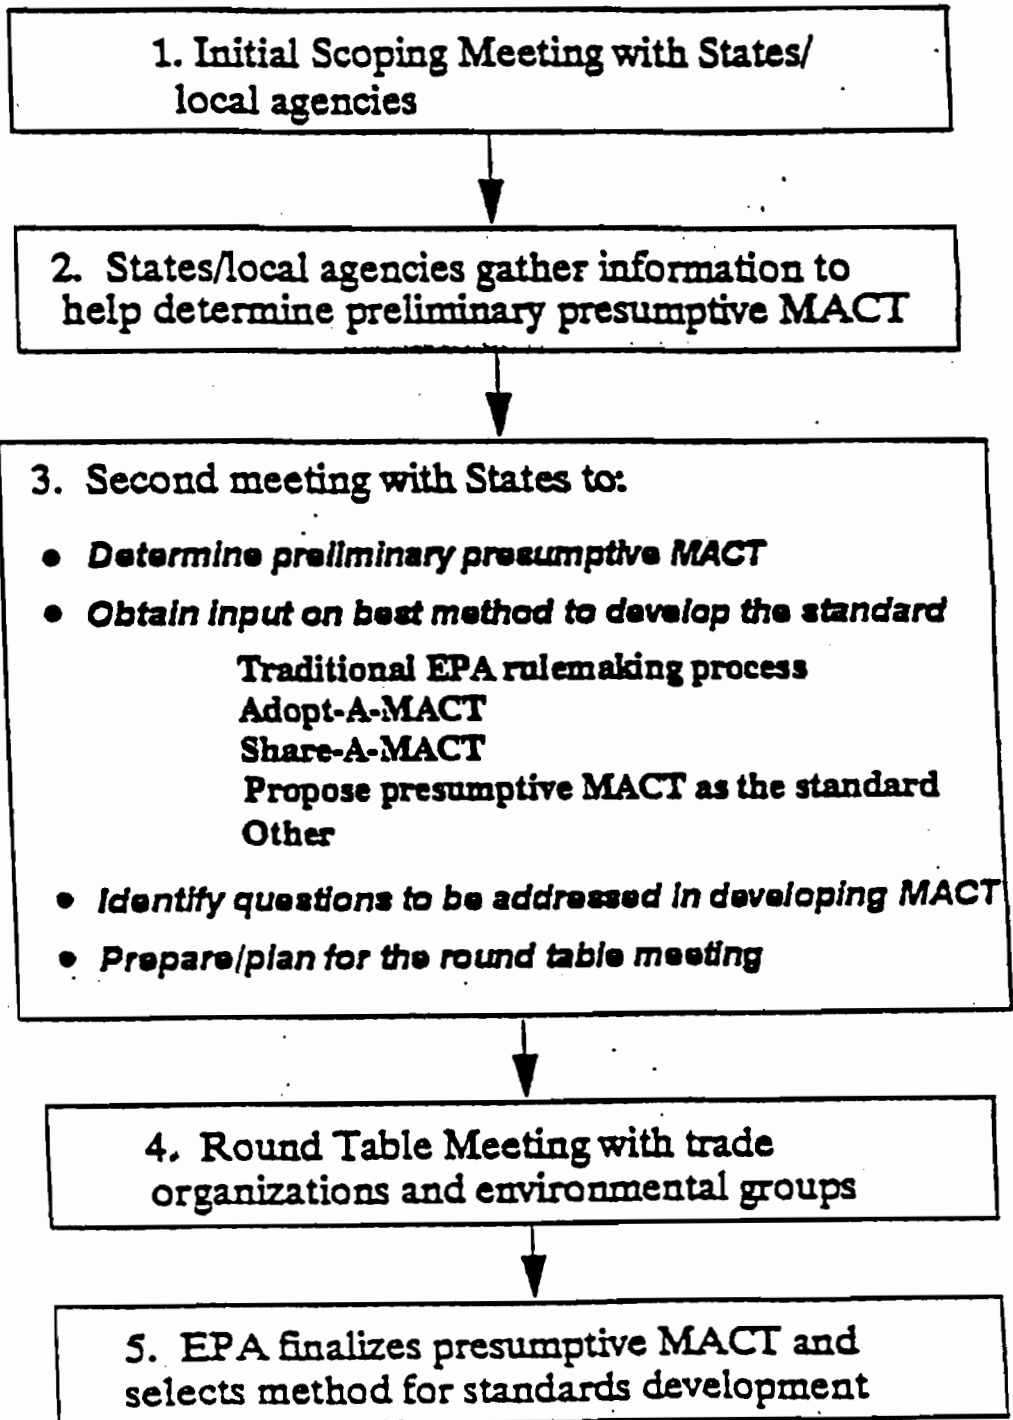 1. Initial Scoping Meeting with States/
local agencies
2. States/local agencies gather information to
help determine preliminary presumptive MACT
3. Second meeting with States to:
• Determine preliminary presumptive MACT
• Obtain input on best method to develop the standard
Traditional EPA rulemaking process
Adopt-A-MACT
Share-A-MACT
Propose presumptive MACT as the standard
Other
• Identify questions to be addressed in developing MACT
• Prepare/plan for the round table meeting
4. Round Table Meeting with trade
organizations and environmental groups
5. EPA finalizes presumptive MACT and
selects method for standards development